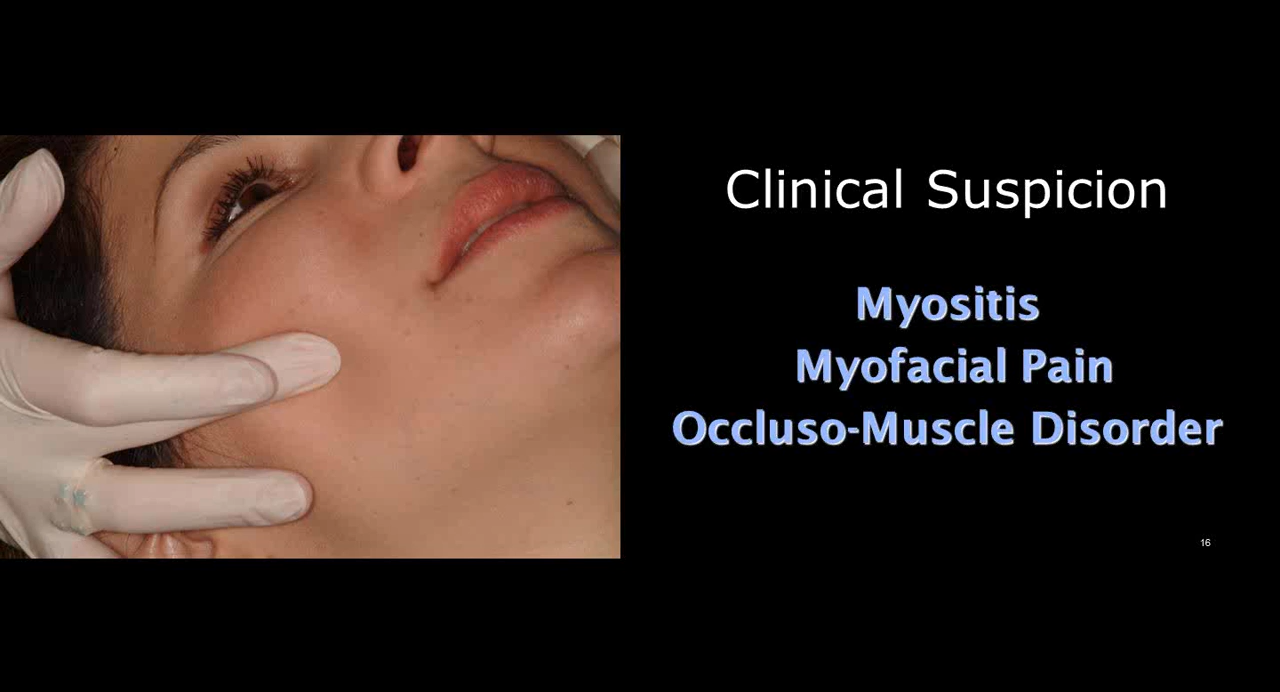 Clinical Suspicion
Myositis
Myofacial Pain
Occluso-Muscle Disorder
16